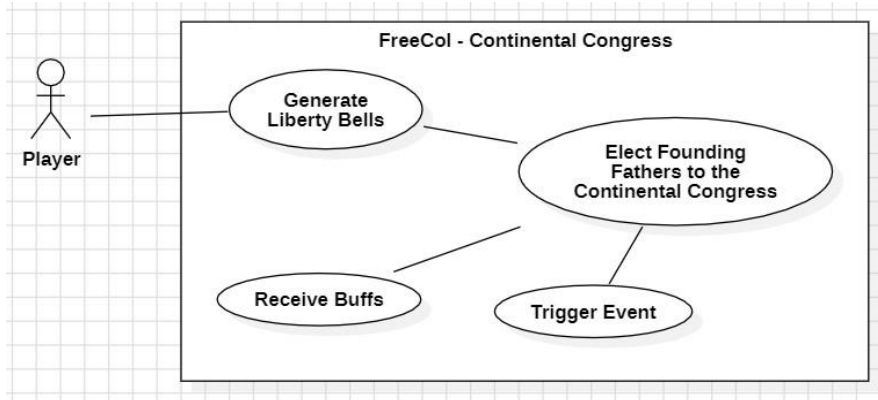 FreeCol - Continental Congress
Player
Generate
Liberty Bells
Elect Founding
Fathers to the
Continental Congress
Receive Buffs
Trigger Event